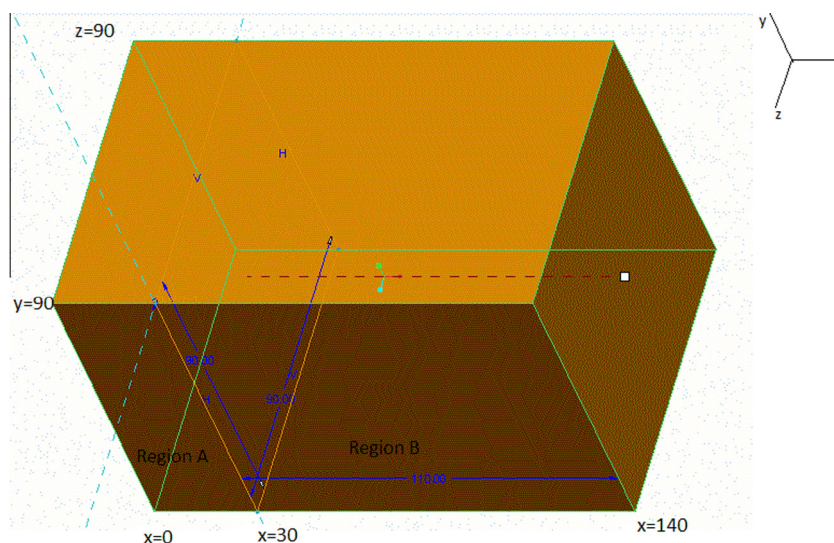 z=90
y
z
H
V
y=90
90.00
H
V
90.00
Region A
Region B
110.00
x=0
x=30
x=140